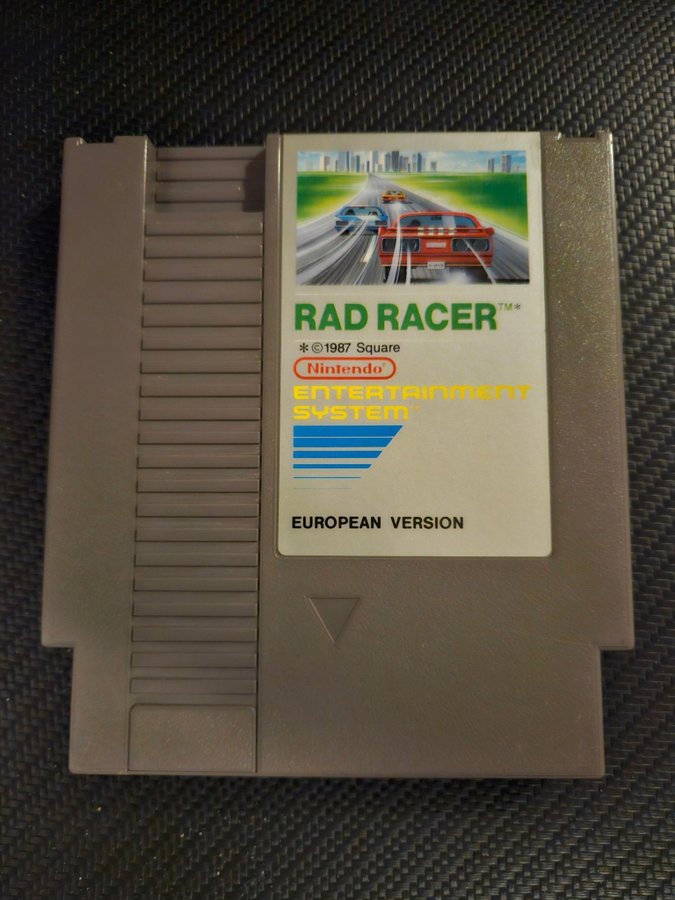 RAD RACER™*
*©1987 Square
Nintendo®
ENTERTAINMENT
SYSTEM™
EUROPEAN VERSION